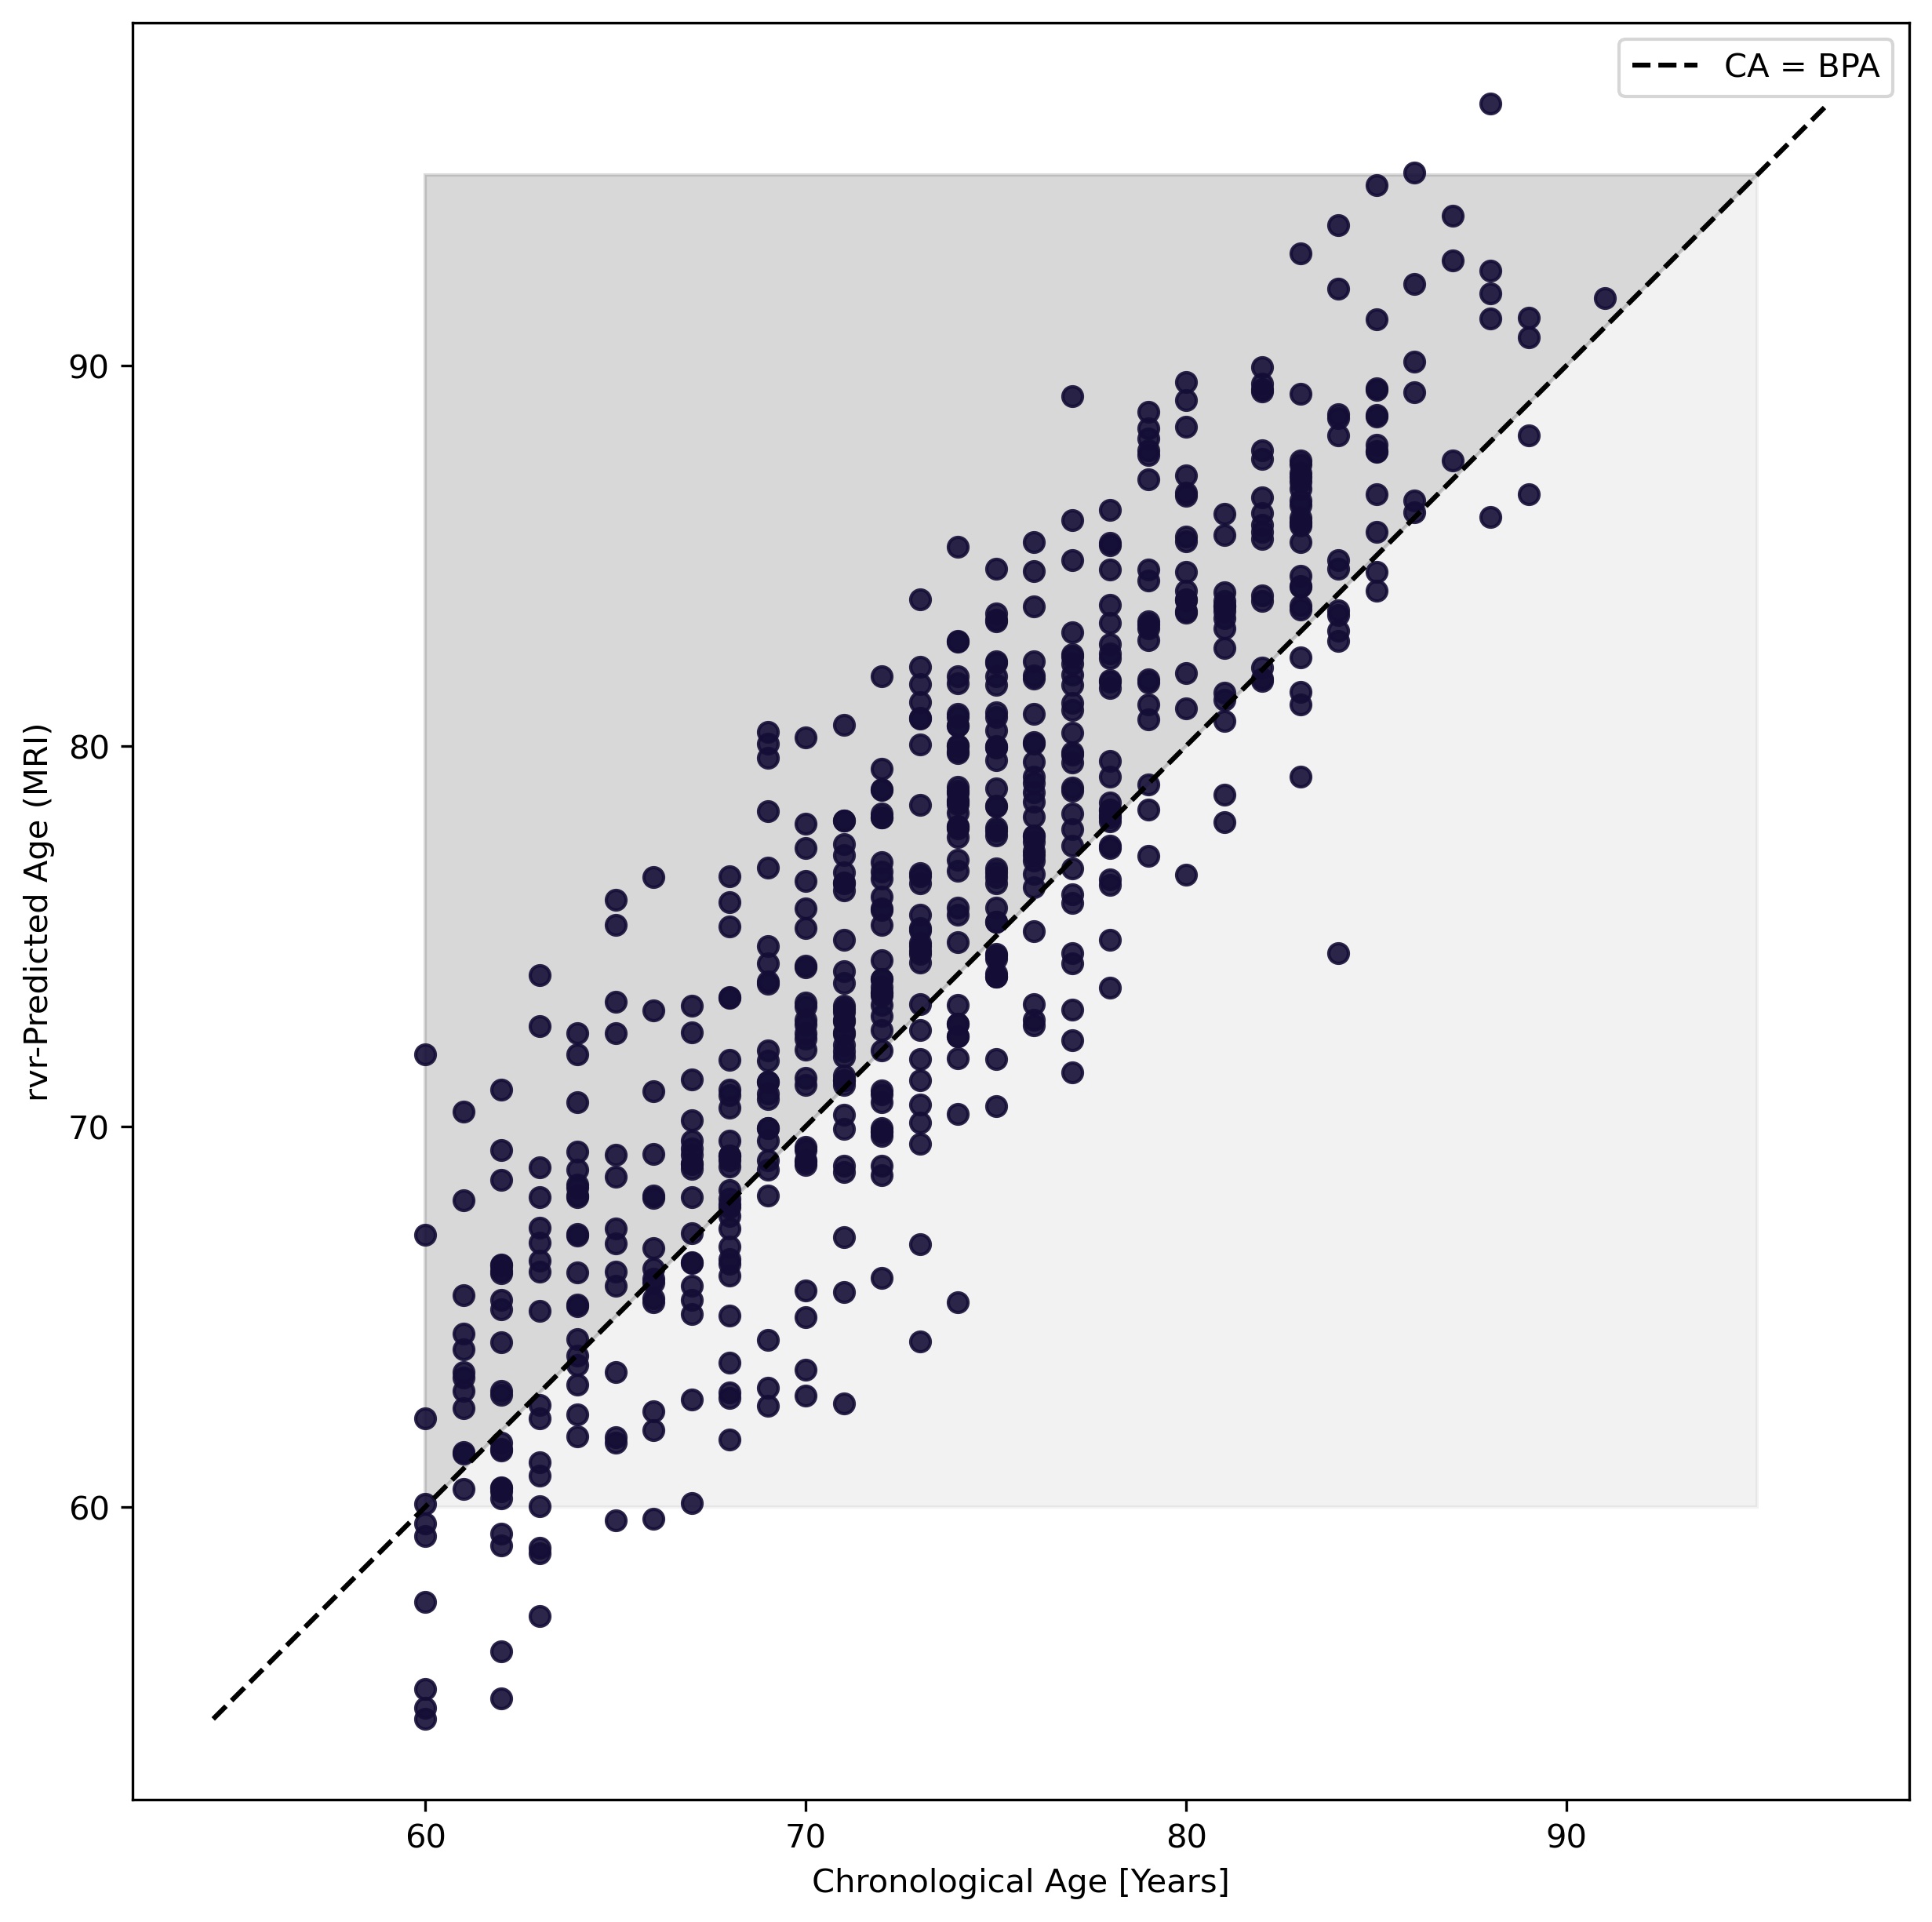 CA = BPA
90
80
70
60
rvr-Predicted Age (MRI)
60 70 80 90
Chronological Age [Years]